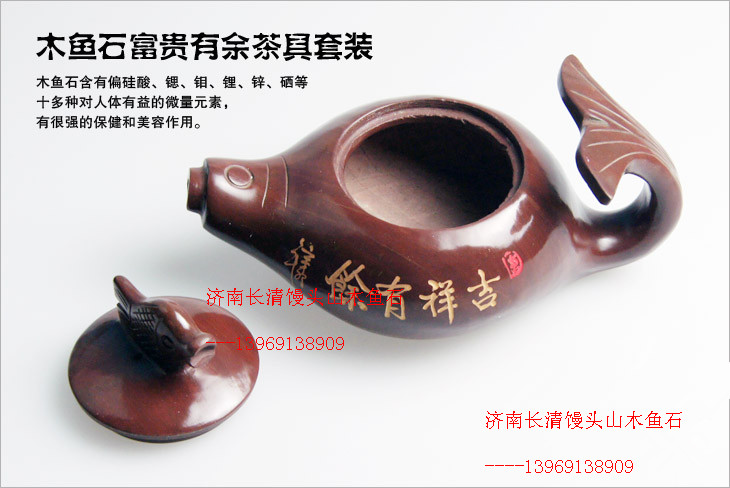 木鱼石富贵有余茶具套装
木鱼石含有偏硅酸、锶、钼、锂、锌、硒等
十多种对人体有益的微量元素，
有很强的保健和美容作用。
吉祥有餘
济南长清馒头山木鱼石
---13969138909
济南长清馒头山木鱼石
----13969138909